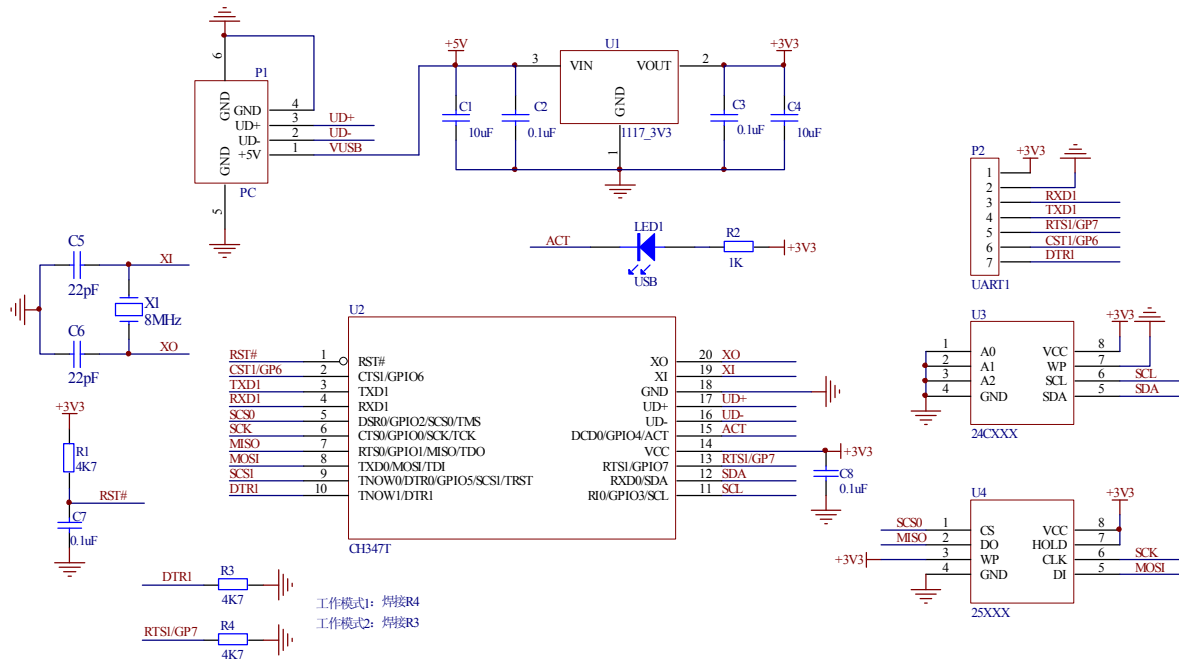 6
P1
GND
GND
4
UD+
3
UD+
UD-
2
UD-
GND
+5V
1
VUSB
PC
5
+5V
U1
+3V3
3
VIN
VOUT
2
GND
1
1117_3V3
C1
10uF
C2
0.1uF
C3
0.1uF
C4
10uF
ACT
LED1
USB
R2
1K
+3V3
P2
+3V3
1
2
3
RXD1
4
TXD1
5
RTS1/GP7
6
CST1/GP6
7
DTR1
UART1
C5
22pF
XI
X1
8MHz
C6
22pF
XO
+3V3
R1
4K7
RST#
C7
0.1uF
U2
RST#
1
RST#
CST1/GP6
2
CTS1/GPIO6
TXD1
3
TXD1
RXD1
4
RXD1
SCS0
5
DSR0/GPIO2/SCS0/TMS
SCK
6
CTS0/GPIO0/SCK/TCK
MISO
7
RTS0/GPIO1/MISO/TDO
MOSI
8
TXD0/MOSI/TDI
SCS1
9
TNOW0/DTR0/GPIO5/SCS1/TRST
DTR1
10
TNOW1/DTR1
XO
20
XO
XI
19
XI
GND
18
UD+
17
UD+
UD-
16
UD-
DCD0/GPIO4/ACT
15
ACT
VCC
14
+3V3
RTS1/GPIO7
13
RTS1/GP7
RXD0/SDA
12
SDA
RI0/GPIO3/SCL
11
SCL
C8
0.1uF
CH347T
U3
+3V3
1
A0
VCC
8
2
A1
WP
7
3
A2
SCL
6
SCL
4
GND
SDA
5
SDA
24CXXX
U4
+3V3
SCS0
1
CS
VCC
8
MISO
2
DO
HOLD
7
+3V3
3
WP
CLK
6
SCK
4
GND
DI
5
MOSI
25XXX
DTR1
R3
4K7
RTS1/GP7
R4
4K7
工作模式1：焊接R4
工作模式2：焊接R3